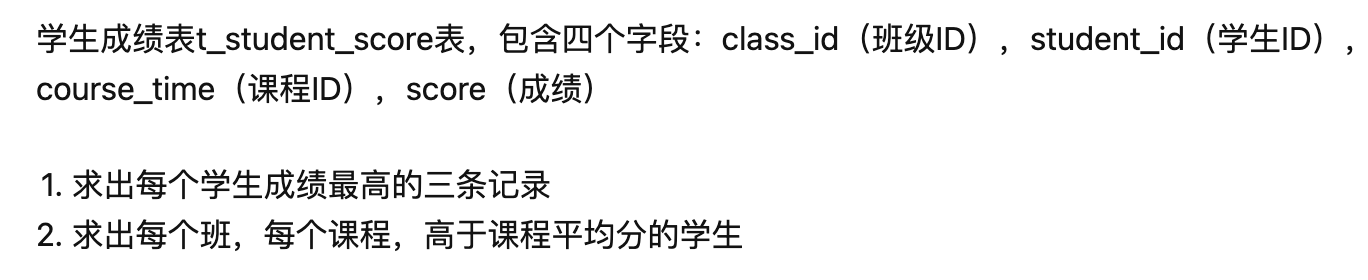 学生成绩表t_student_score表，包含四个字段：class_id（班级ID），student_id（学生ID），
course_time（课程ID），score（成绩）
1. 求出每个学生成绩最高的三条记录
2. 求出每个班，每个课程，高于课程平均分的学生